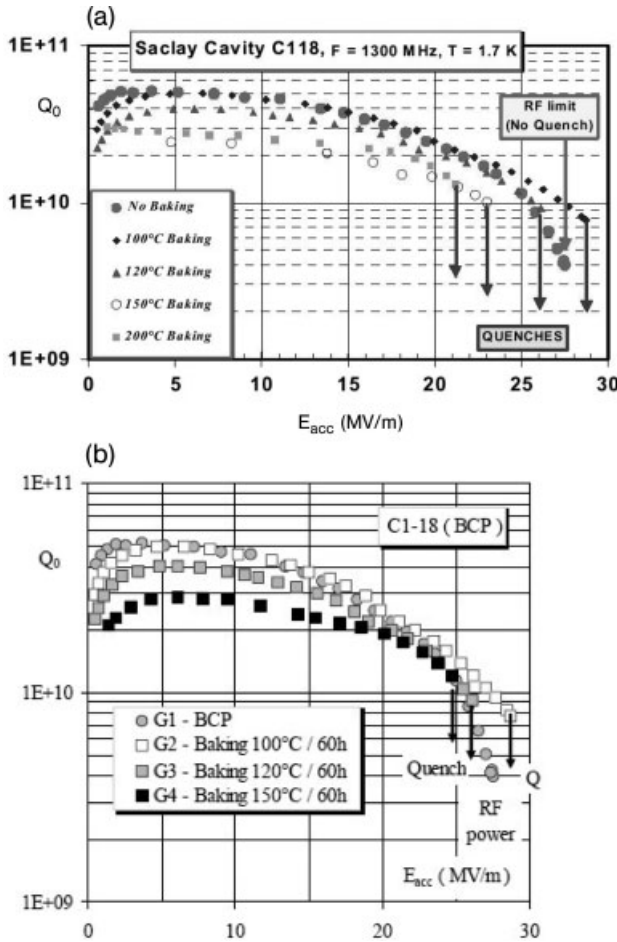 (a)
Saclay Cavity C118, F = 1300 MHz, T = 1.7 K
1E+11
Q0
RF limit
(No Quench)
1E+10
No Baking
100°C Baking
120°C Baking
150°C Baking
200°C Baking
QUENCHES
1E+09
0 5 10 15 20 25 30
Eacc (MV/m)
(b)
1E+11
C1-18 ( BCP )
Q0
1E+10
G1 - BCP
G2 - Baking 100°C / 60h
G3 - Baking 120°C / 60h
G4 - Baking 150°C / 60h
Quench
Q
RF
power
Eacc ( MV/m )
1E+09
0 10 20 30